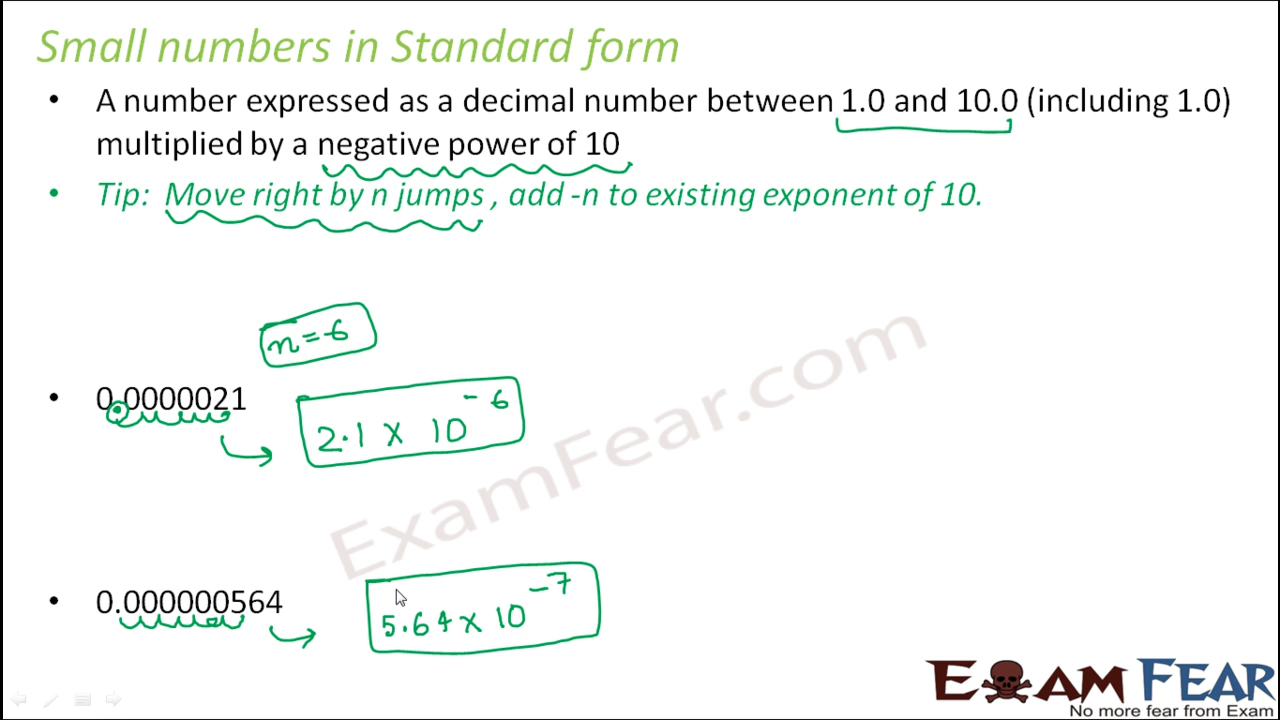 Small numbers in Standard form
• A number expressed as a decimal number between 1.0 and 10.0 (including 1.0)
multiplied by a negative power of 10
• Tip: Move right by n jumps , add -n to existing exponent of 10.
n = 6
• 0.0000021
2.1 x 10^-6
• 0.000000564
5.64 x 10^-7
ExamFear.com
EXAM FEAR
No more fear from Exam